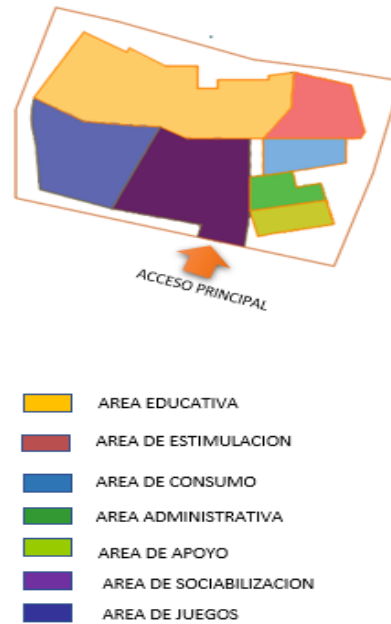 ACCESO PRINCIPAL
AREA EDUCATIVA
AREA DE ESTIMULACION
AREA DE CONSUMO
AREA ADMINISTRATIVA
AREA DE APOYO
AREA DE SOCIABILIZACION
AREA DE JUEGOS